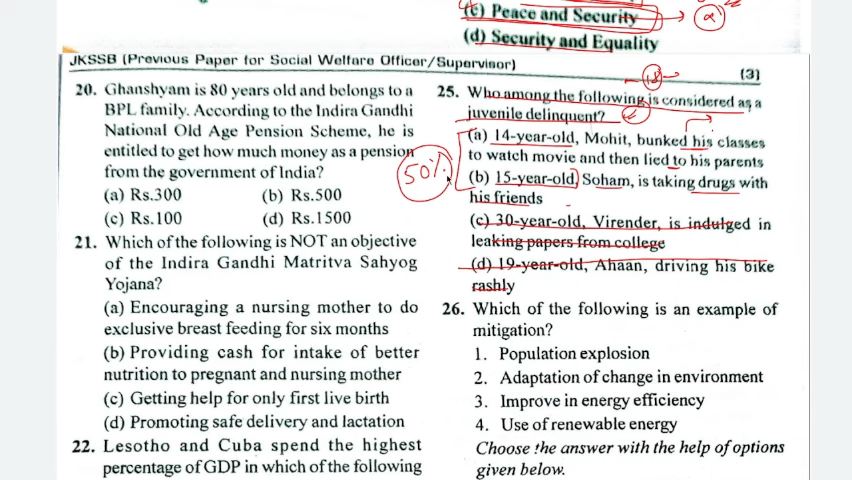 (c) Peace and Security
(d) Security and Equality
JKSSB (Previous Paper for Social Welfare Officer/Supervisor)
(3)
20. Ghanshyam is 80 years old and belongs to a
BPL family. According to the Indira Gandhi
National Old Age Pension Scheme, he is
entitled to get how much money as a pension
from the government of India?
(a) Rs.300 (b) Rs.500
(c) Rs.100 (d) Rs.1500
21. Which of the following is NOT an objective
of the Indira Gandhi Matritva Sahyog
Yojana?
(a) Encouraging a nursing mother to do
exclusive breast feeding for six months
(b) Providing cash for intake of better
nutrition to pregnant and nursing mother
(c) Getting help for only first live birth
(d) Promoting safe delivery and lactation
22. Lesotho and Cuba spend the highest
percentage of GDP in which of the following
50%
18
25. Who among the following is considered as a
juvenile delinquent?
(a) 14-year-old, Mohit, bunked his classes
to watch movie and then lied to his parents
(b) 15-year-old, Soham, is taking drugs with
his friends
(c) 30-year-old, Virender, is indulged in
leaking papers from college
(d) 19-year-old, Ahaan, driving his bike
rashly
26. Which of the following is an example of
mitigation?
1. Population explosion
2. Adaptation of change in environment
3. Improve in energy efficiency
4. Use of renewable energy
Choose the answer with the help of options
given below.